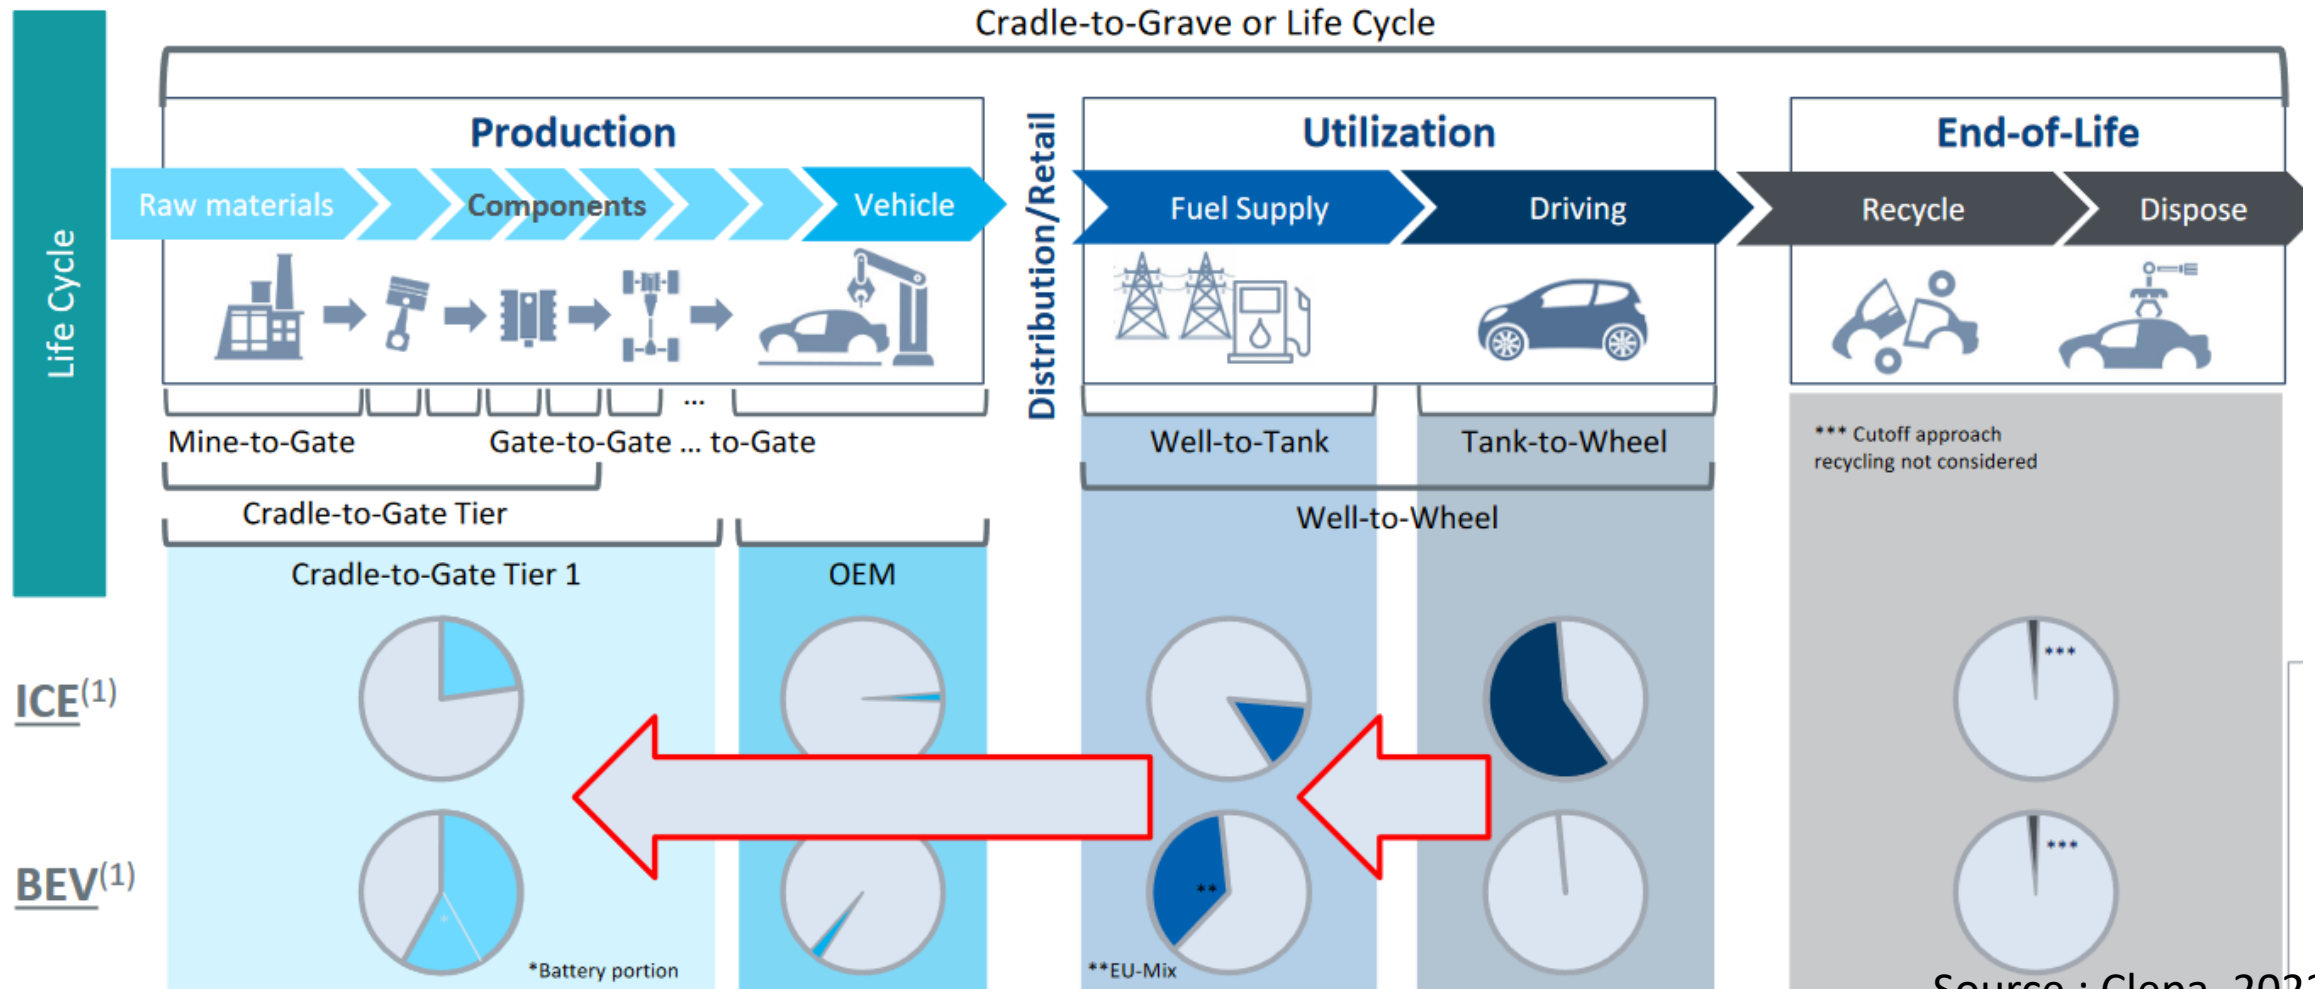 Cradle-to-Grave or Life Cycle
Life Cycle
Production
Utilization
End-of-Life
Distribution/Retail
Raw materials
Components
Vehicle
Fuel Supply
Driving
Recycle
Dispose
...
Mine-to-Gate
Gate-to-Gate ... to-Gate
Well-to-Tank
Tank-to-Wheel
*** Cutoff approach
recycling not considered
Cradle-to-Gate Tier
Well-to-Wheel
Cradle-to-Gate Tier 1
OEM
ICE(1)
***
BEV(1)
*
**
***
*Battery portion
**EU-Mix
Source : Clepa, 202